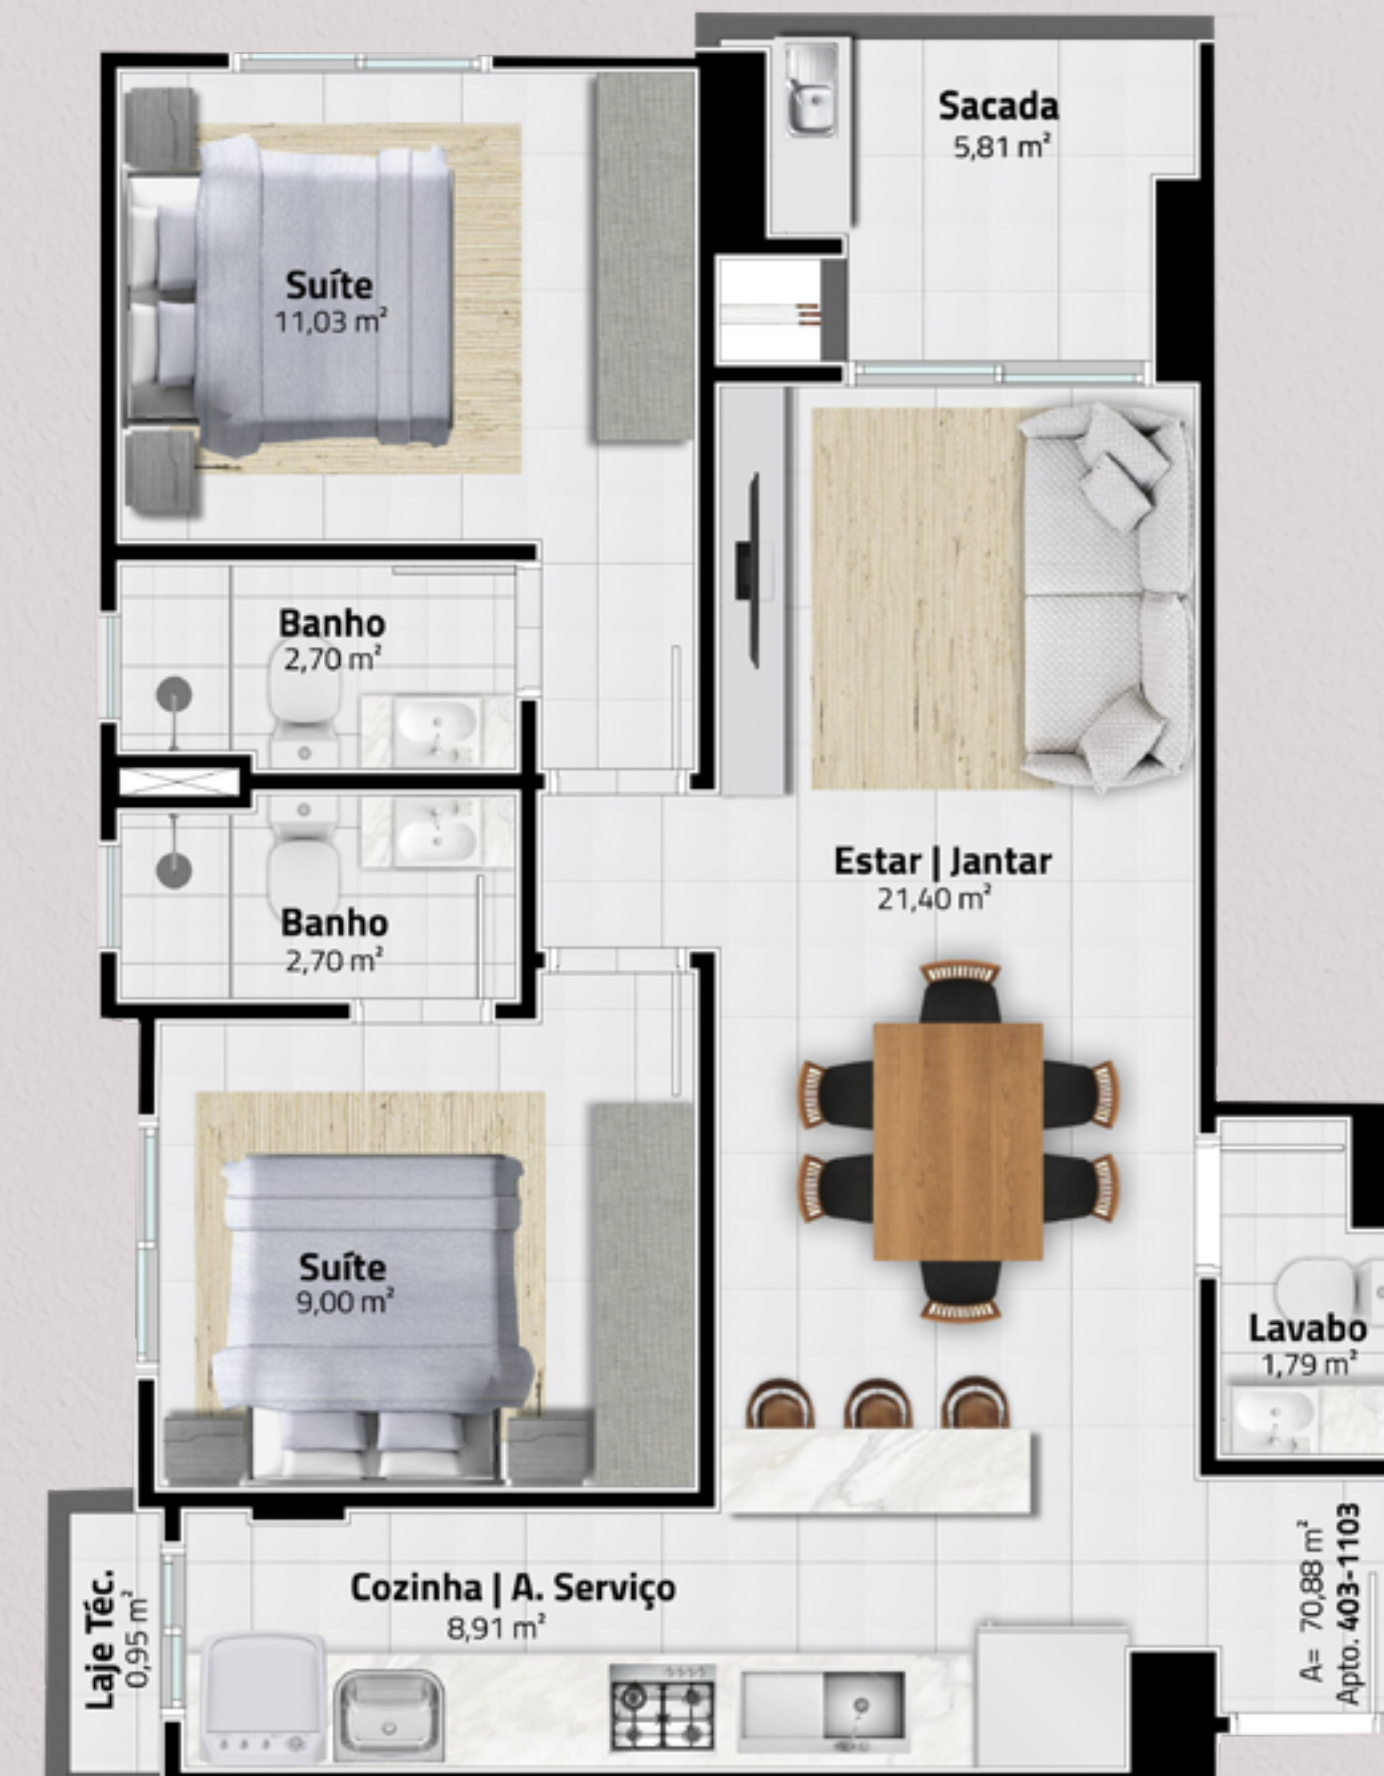 Sacada
5,81 m²
Suíte
11,03 m²
Banho
2,70 m²
Estar | Jantar
21,40 m²
Banho
2,70 m²
Suíte
9,00 m²
Lavabo
1,79 m²
Cozinha | A. Serviço
8,91 m²
Laje Téc.
0,95 m²
A= 70,88 m²
Apto. 403-1103